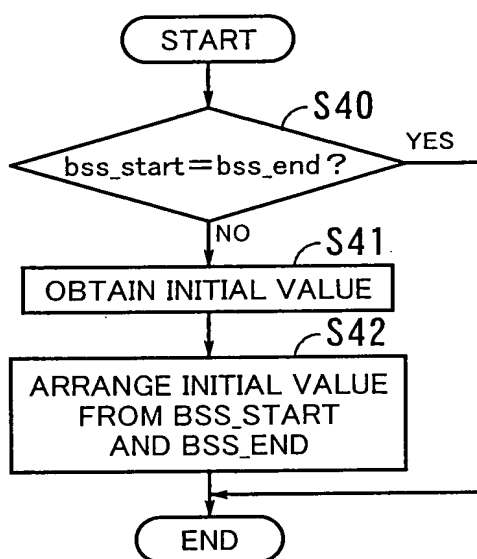 START
S40
bss_start=bss_end?
YES
NO
S41
OBTAIN INITIAL VALUE
S42
ARRANGE INITIAL VALUE
FROM BSS_START
AND BSS_END
END